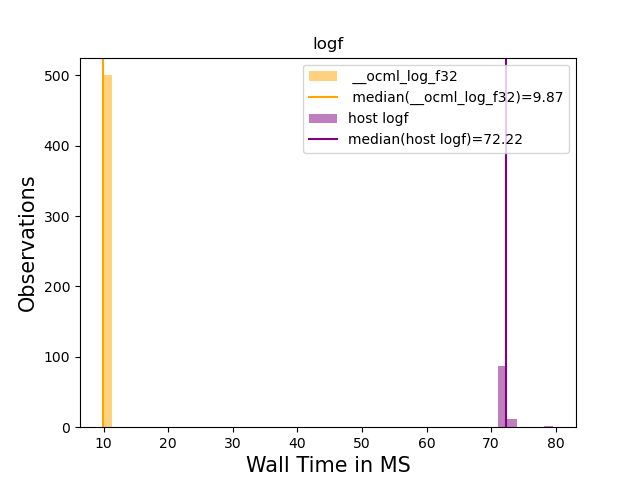 logf
500
400
300
200
100
0
Observations
__ocml_log_f32
median(__ocml_log_f32)=9.87
host logf
median(host logf)=72.22
10 20 30 40 50 60 70 80
Wall Time in MS